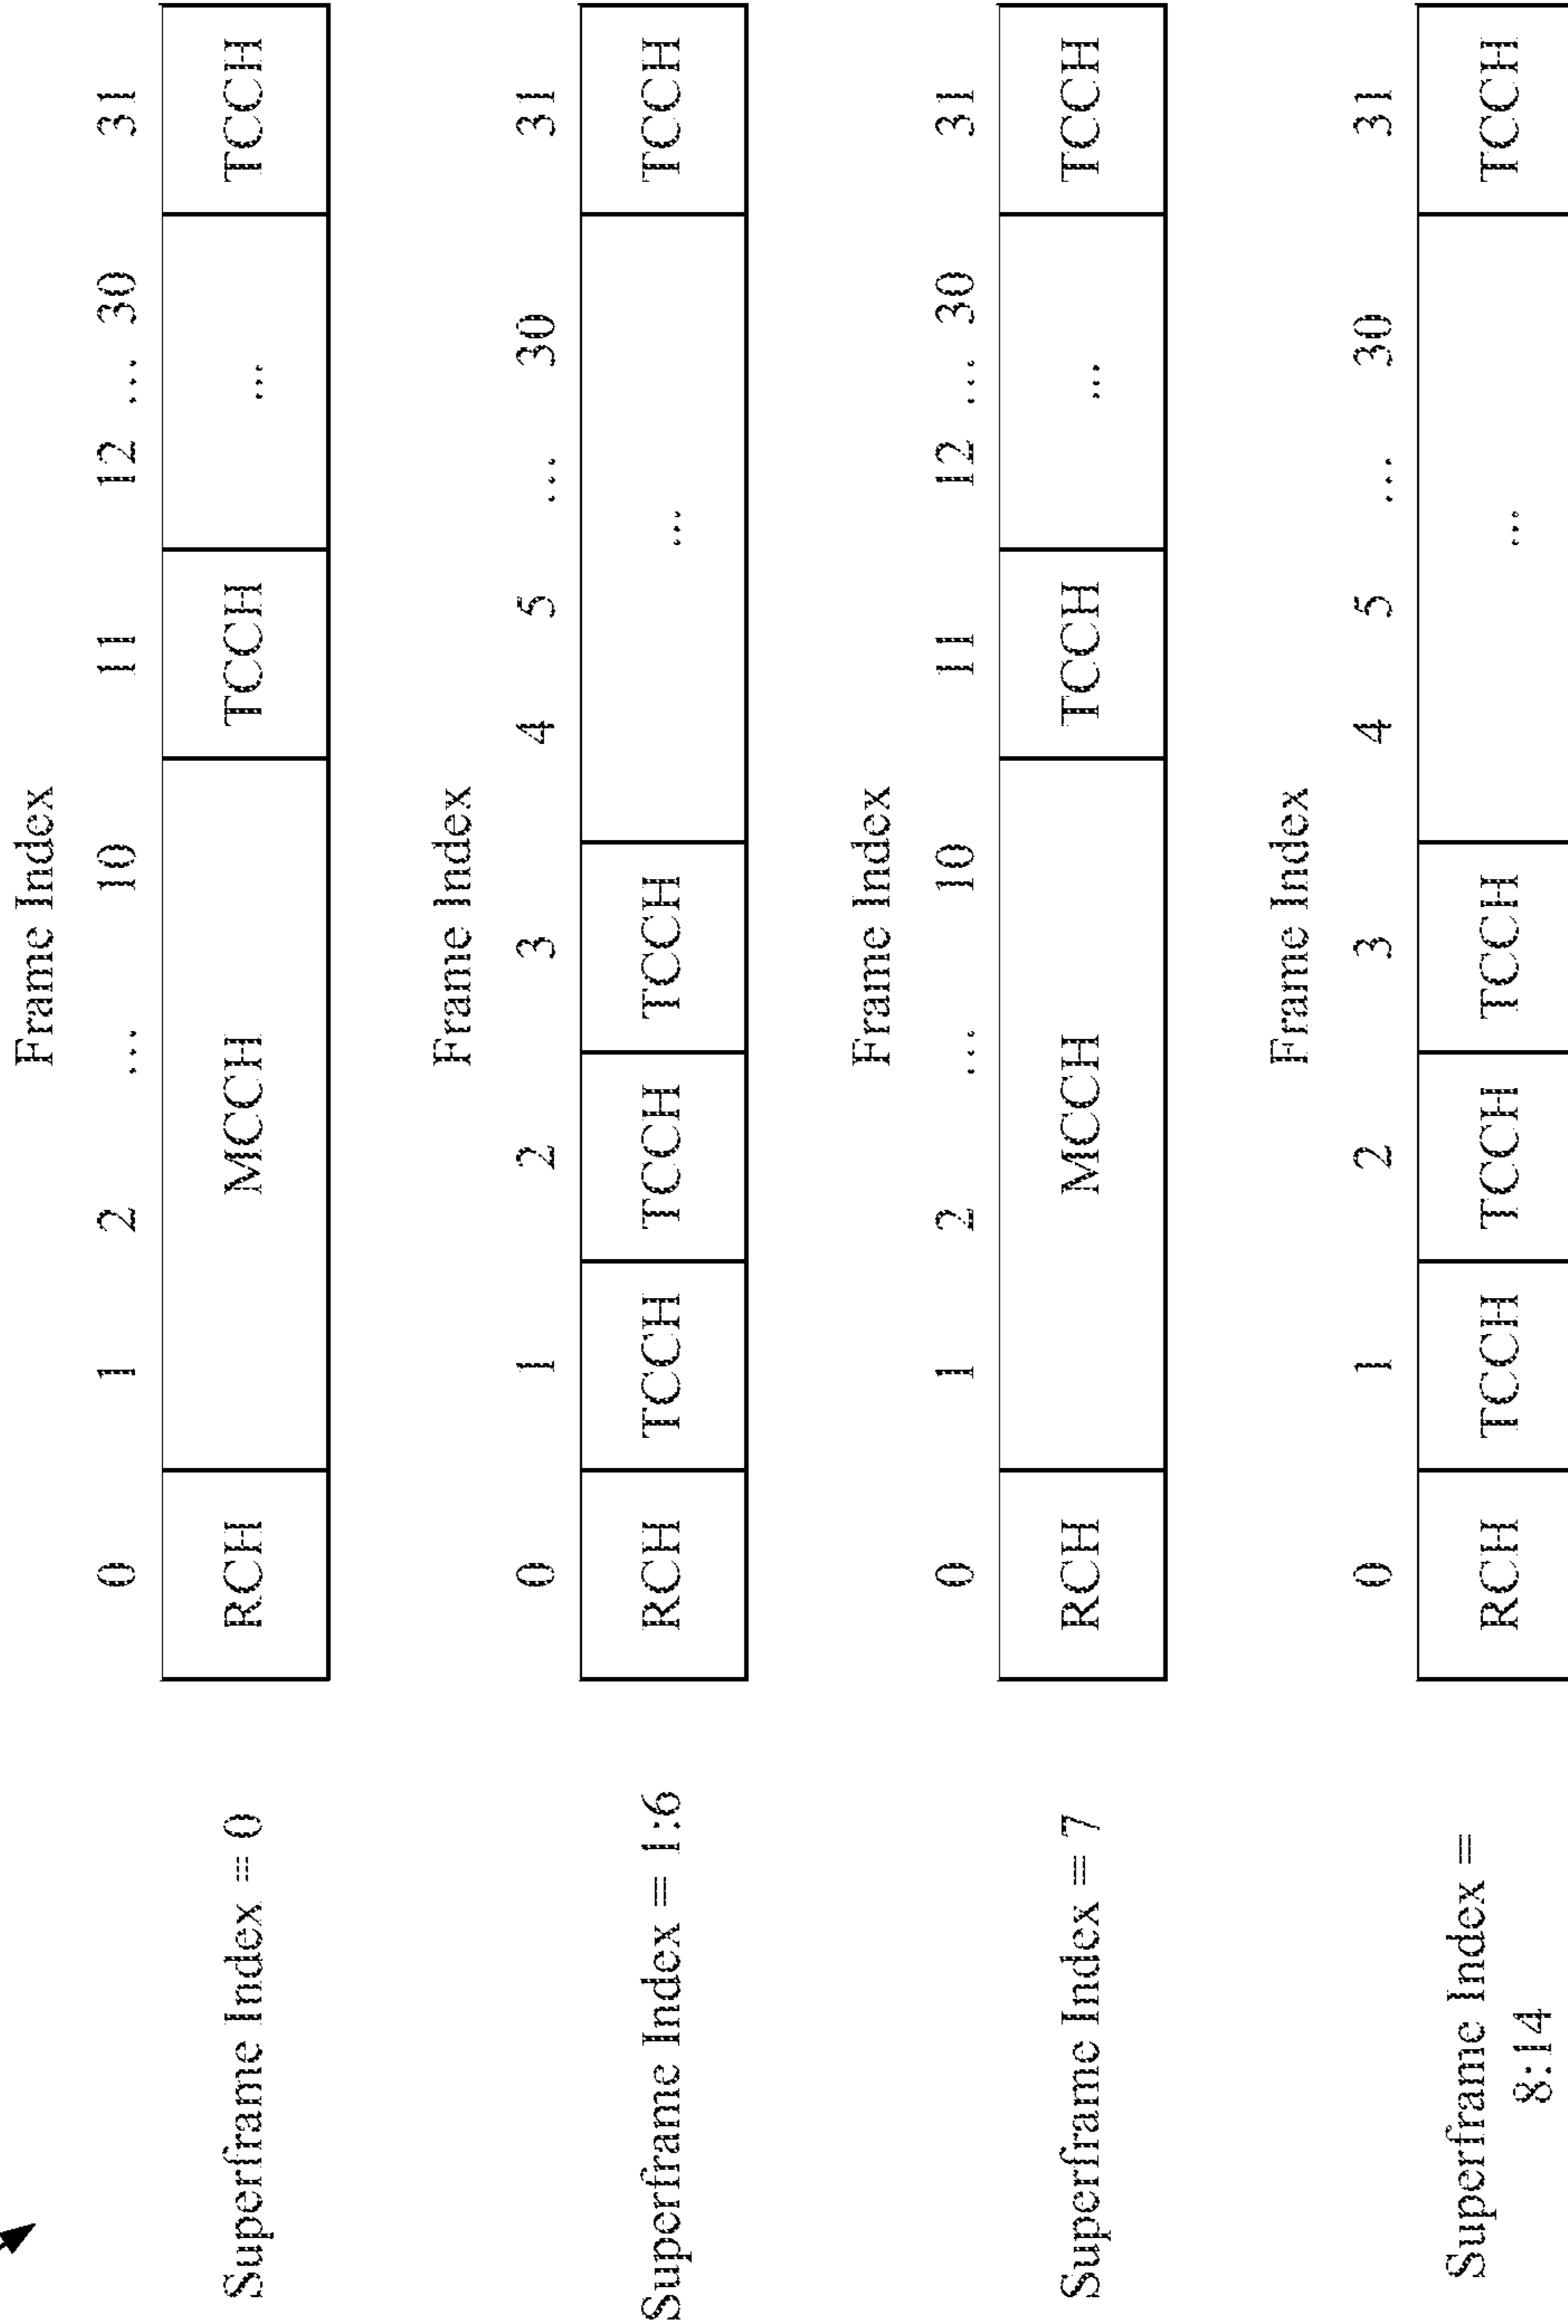 Frame Index
0 1 2 ... 10 11 12 ... 30 31
Superframe Index = 0
RCH MCCH TCCH ... TCCH
Frame Index
0 1 2 3 4 5 ... 30 31
Superframe Index = 1:6
RCH TCCH TCCH TCCH ... TCCH
Frame Index
0 1 2 ... 10 11 12 ... 30 31
Superframe Index = 7
RCH MCCH TCCH ... TCCH
Frame Index
0 1 2 3 4 5 ... 30 31
Superframe Index =
8:14
RCH TCCH TCCH TCCH ... TCCH